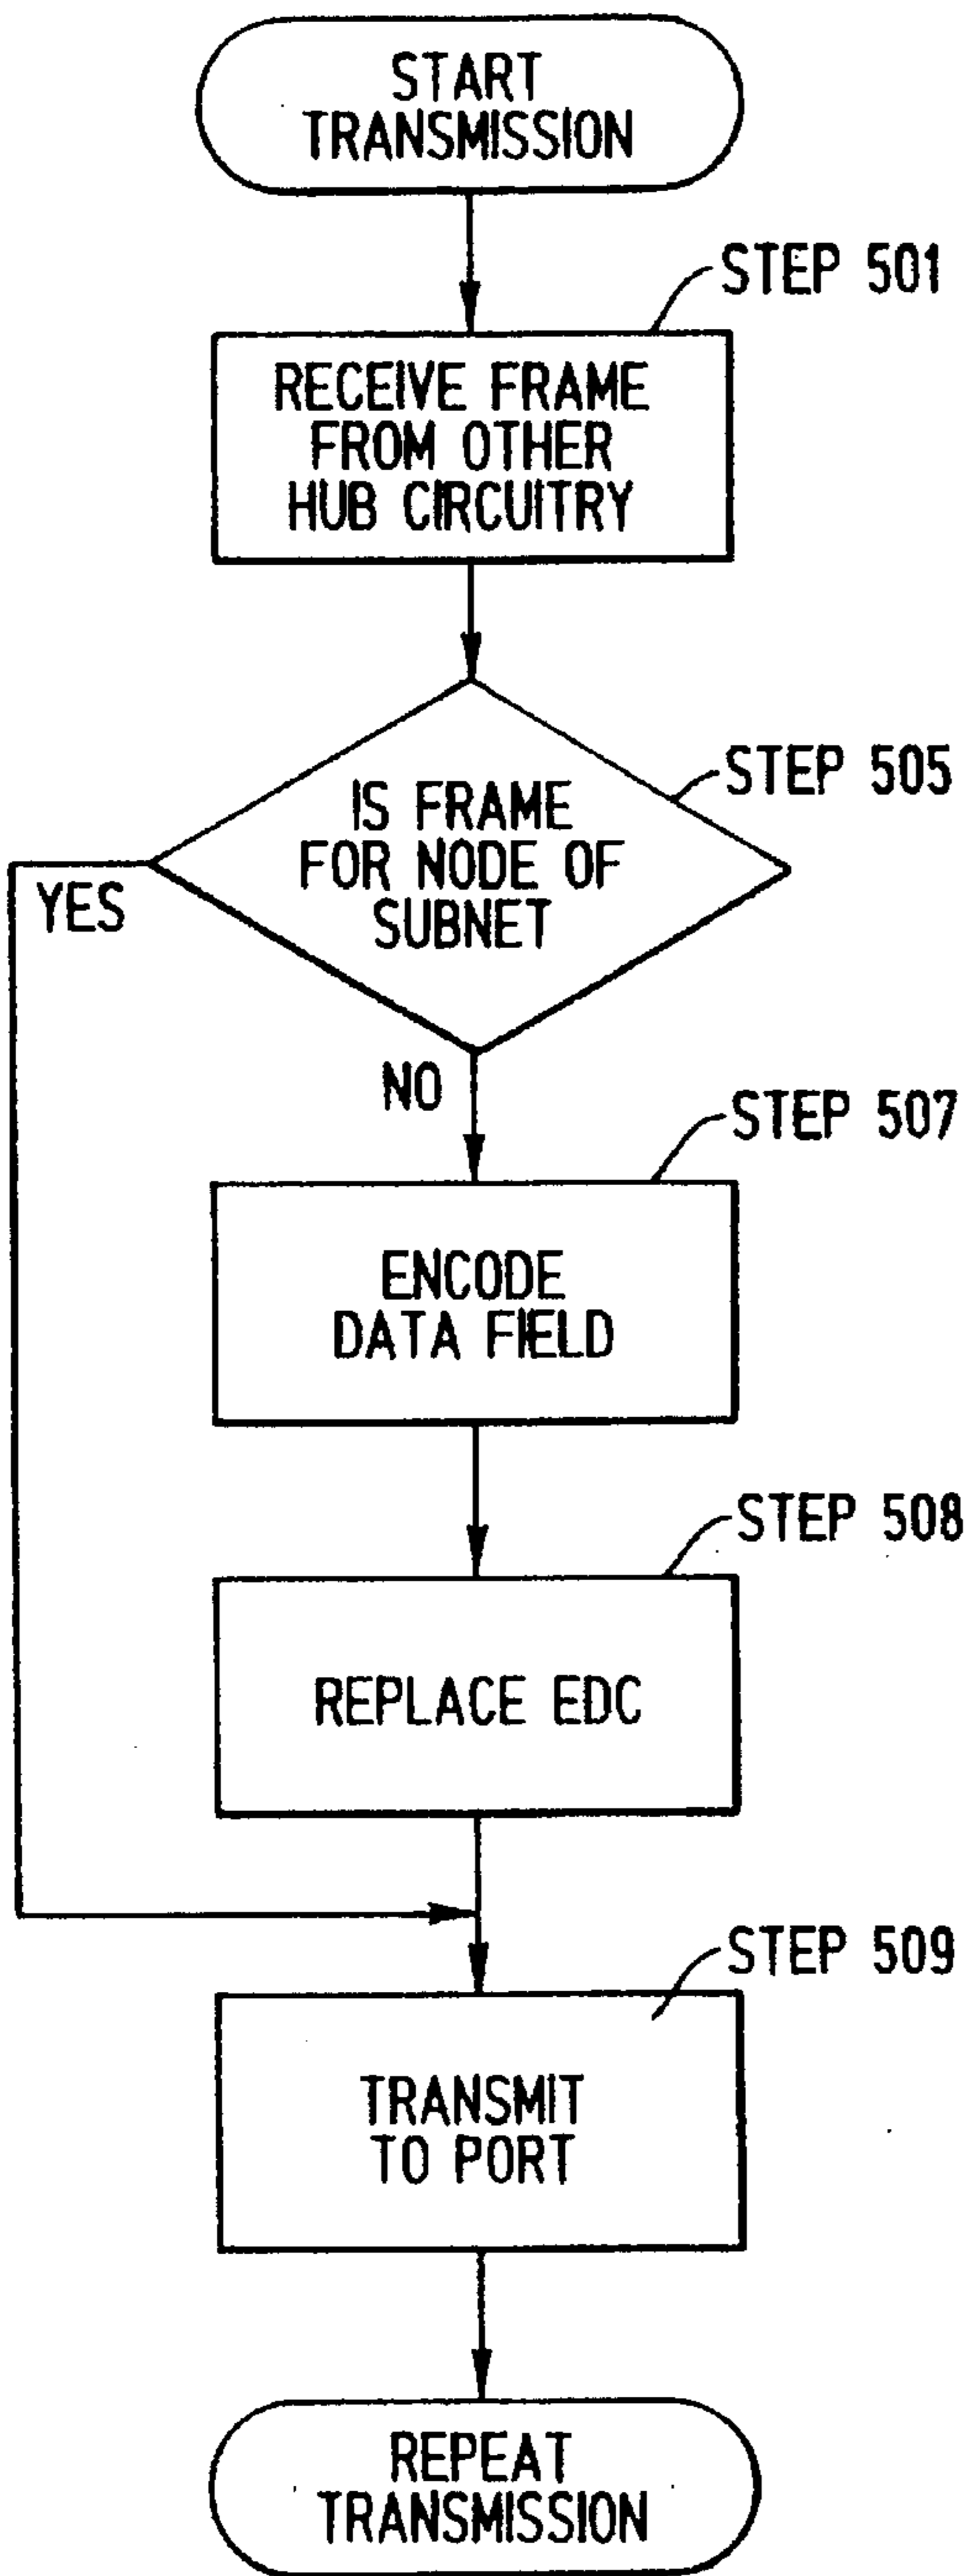 START
TRANSMISSION
STEP 501
RECEIVE FRAME
FROM OTHER
HUB CIRCUITRY
STEP 505
IS FRAME
FOR NODE OF
SUBNET
YES
NO
STEP 507
ENCODE
DATA FIELD
STEP 508
REPLACE EDC
STEP 509
TRANSMIT
TO PORT
REPEAT
TRANSMISSION